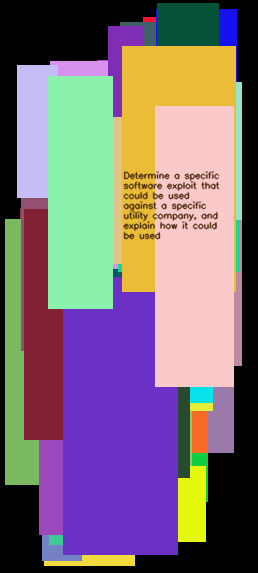 Determine a specific
software exploit that
could be used
against a specific
utility company, and
explain how it could
be used